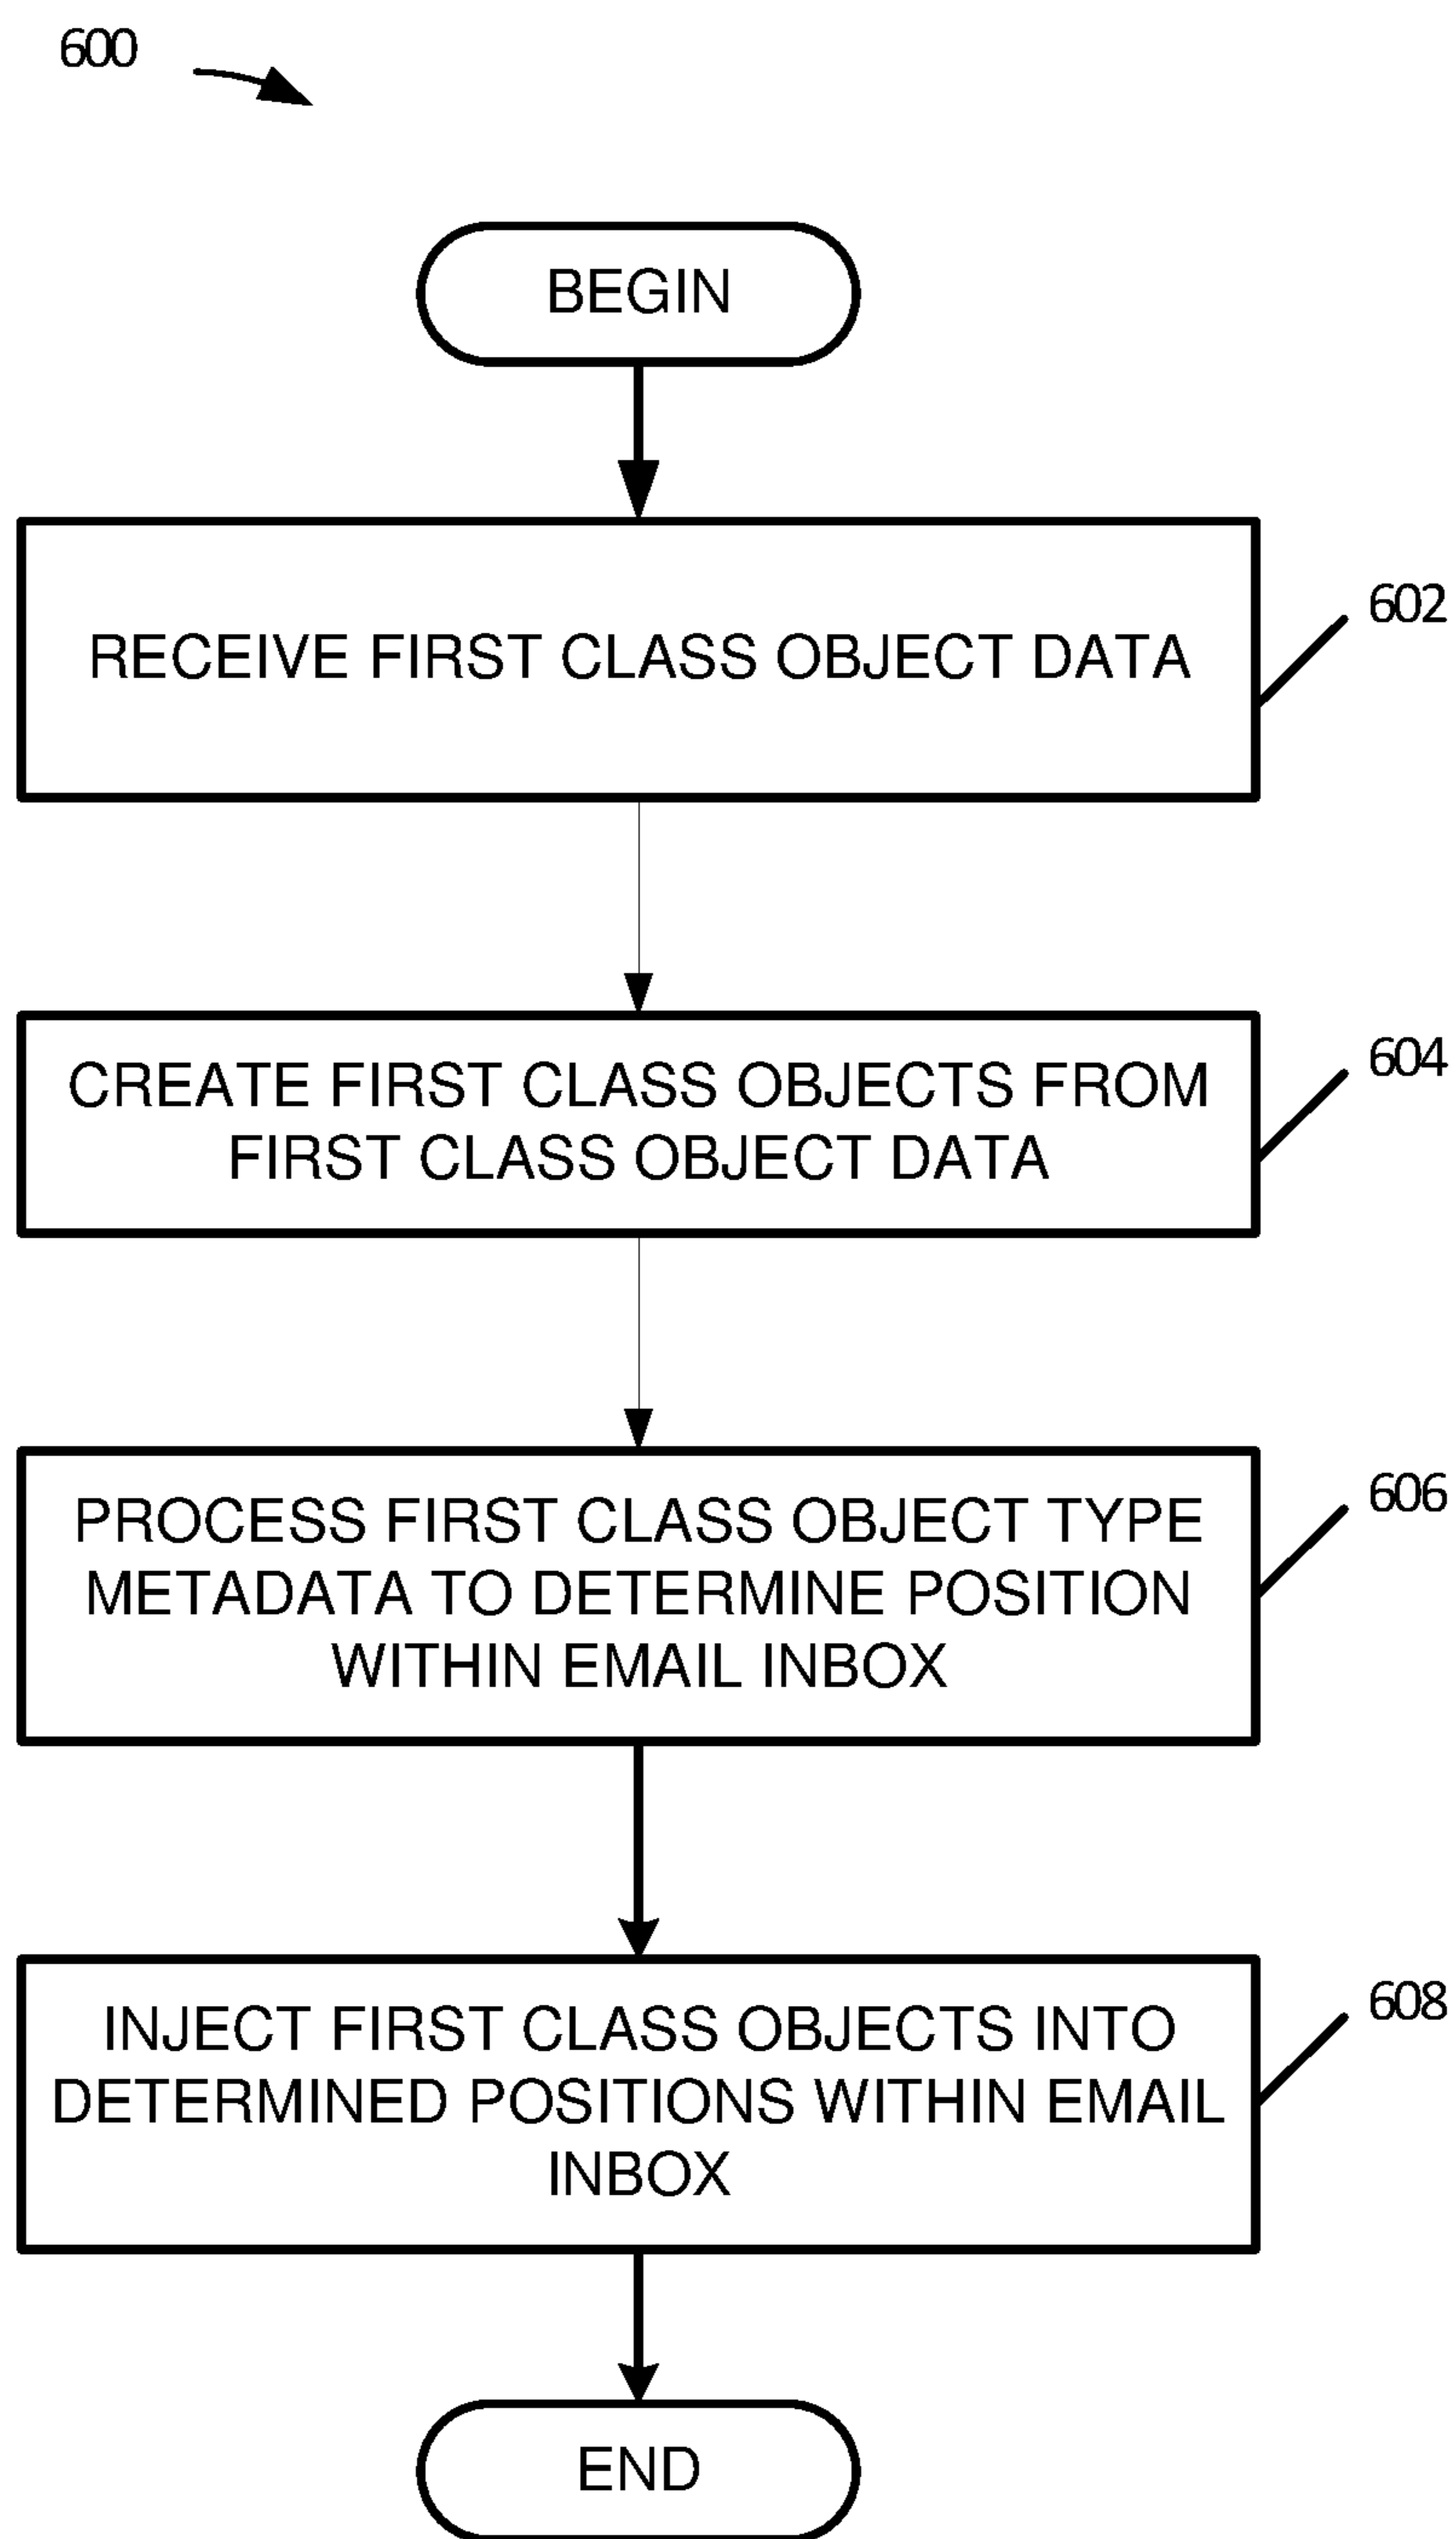 600
BEGIN
RECEIVE FIRST CLASS OBJECT DATA
602
CREATE FIRST CLASS OBJECTS FROM
FIRST CLASS OBJECT DATA
604
PROCESS FIRST CLASS OBJECT TYPE
METADATA TO DETERMINE POSITION
WITHIN EMAIL INBOX
606
INJECT FIRST CLASS OBJECTS INTO
DETERMINED POSITIONS WITHIN EMAIL
INBOX
608
END